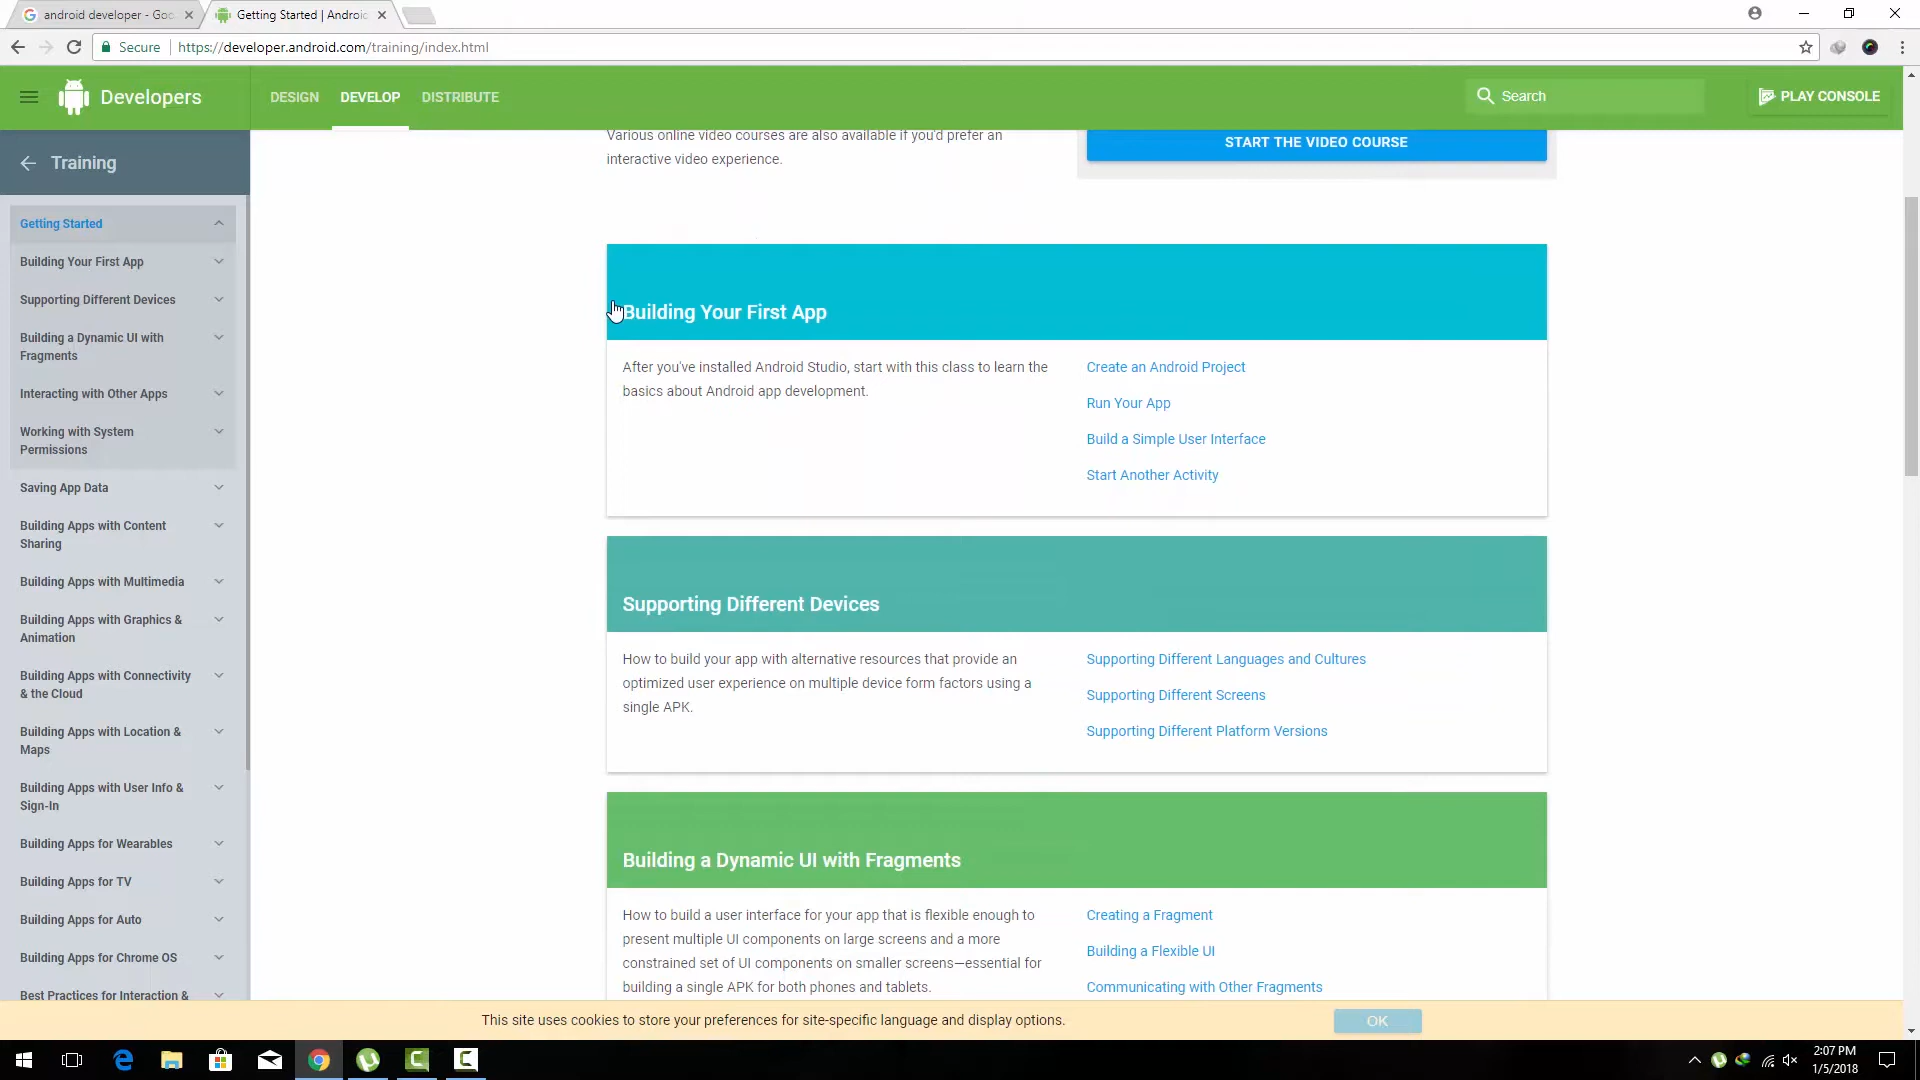 android developer - Goo
Getting Started | Android
Secure
https://developer.android.com/training/index.html
Developers
DESIGN
DEVELOP
DISTRIBUTE
Search
PLAY CONSOLE
Training
Getting Started
Building Your First App
Supporting Different Devices
Building a Dynamic UI with
Fragments
Interacting with Other Apps
Working with System
Permissions
Saving App Data
Building Apps with Content
Sharing
Building Apps with Multimedia
Building Apps with Graphics &
Animation
Building Apps with Connectivity
& the Cloud
Building Apps with Location &
Maps
Building Apps with User Info &
Sign-In
Building Apps for Wearables
Building Apps for TV
Building Apps for Auto
Building Apps for Chrome OS
Best Practices for Interaction &
Various online video courses are also available if you'd prefer an
interactive video experience.
START THE VIDEO COURSE
Building Your First App
After you've installed Android Studio, start with this class to learn the
basics about Android app development.
Create an Android Project
Run Your App
Build a Simple User Interface
Start Another Activity
Supporting Different Devices
How to build your app with alternative resources that provide an
optimized user experience on multiple device form factors using a
single APK.
Supporting Different Languages and Cultures
Supporting Different Screens
Supporting Different Platform Versions
Building a Dynamic UI with Fragments
How to build a user interface for your app that is flexible enough to
present multiple UI components on large screens and a more
constrained set of UI components on smaller screens—essential for
building a single APK for both phones and tablets.
Creating a Fragment
Building a Flexible UI
Communicating with Other Fragments
This site uses cookies to store your preferences for site-specific language and display options.
OK
2:07 PM
1/5/2018